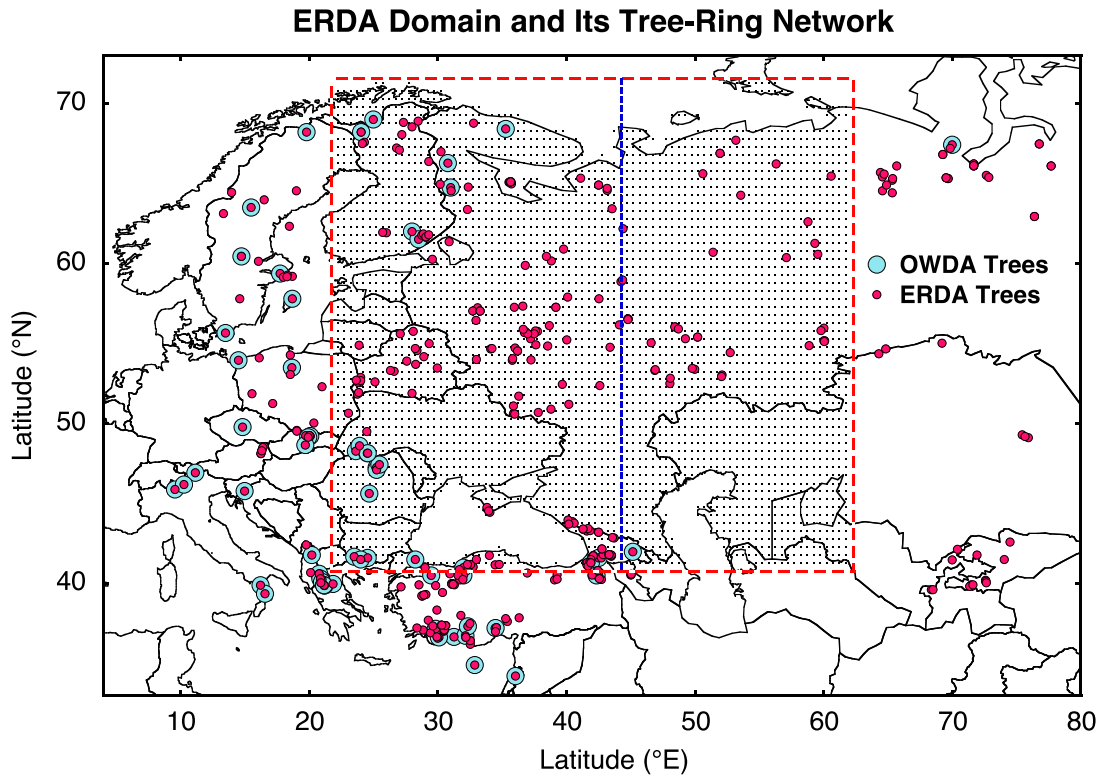 ERDA Domain and Its Tree-Ring Network
70
60
50
40
Latitude (°N)
OWDA Trees
ERDA Trees
10 20 30 40 50 60 70 80
Latitude (°E)